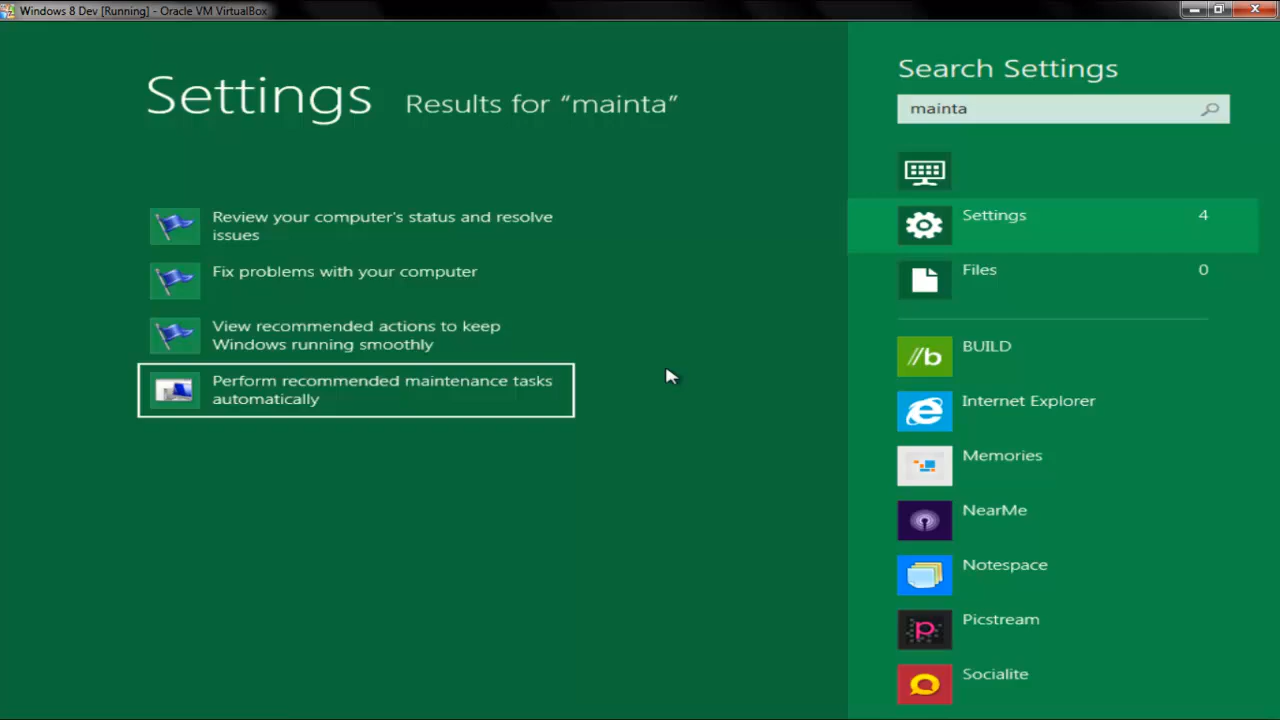 Windows 8 Dev [Running] - Oracle VM VirtualBox
Settings Results for “mainta”
Review your computer's status and resolve
issues
Fix problems with your computer
View recommended actions to keep
Windows running smoothly
Perform recommended maintenance tasks
automatically
Search Settings
mainta
Settings 4
Files 0
//b BUILD
Internet Explorer
Memories
NearMe
Notespace
p Picstream
Socialite